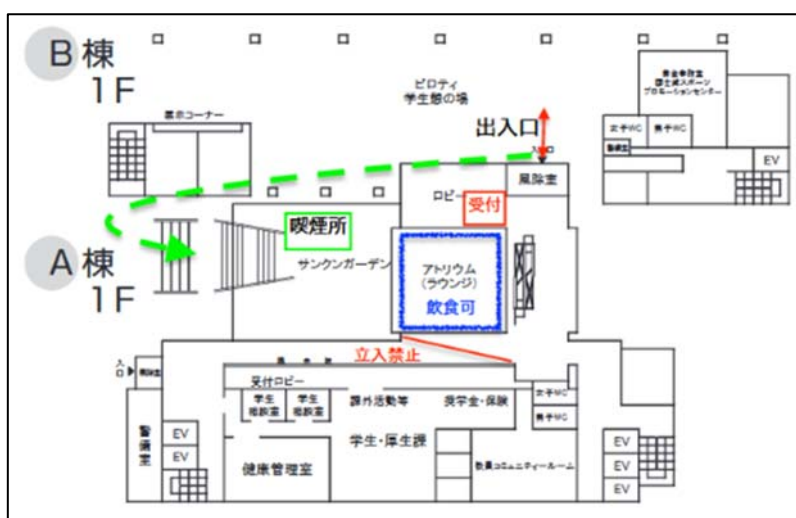 B棟
1F
ピロティ
学生憩の場
展示コーナー
出入口
女子WC
男子WC
EV
ロビー
風除室
受付
喫煙所
サンクンガーデン
アトリウム
(ラウンジ)
飲食可
A棟
1F
立入禁止
入口
受付ロビー
学生
相談室
学生
相談室
課外活動等
奨学金・保険
女子WC
男子WC
警備室
EV
EV
健康管理室
学生・厚生課
教員コミュニティールーム
EV
EV
EV